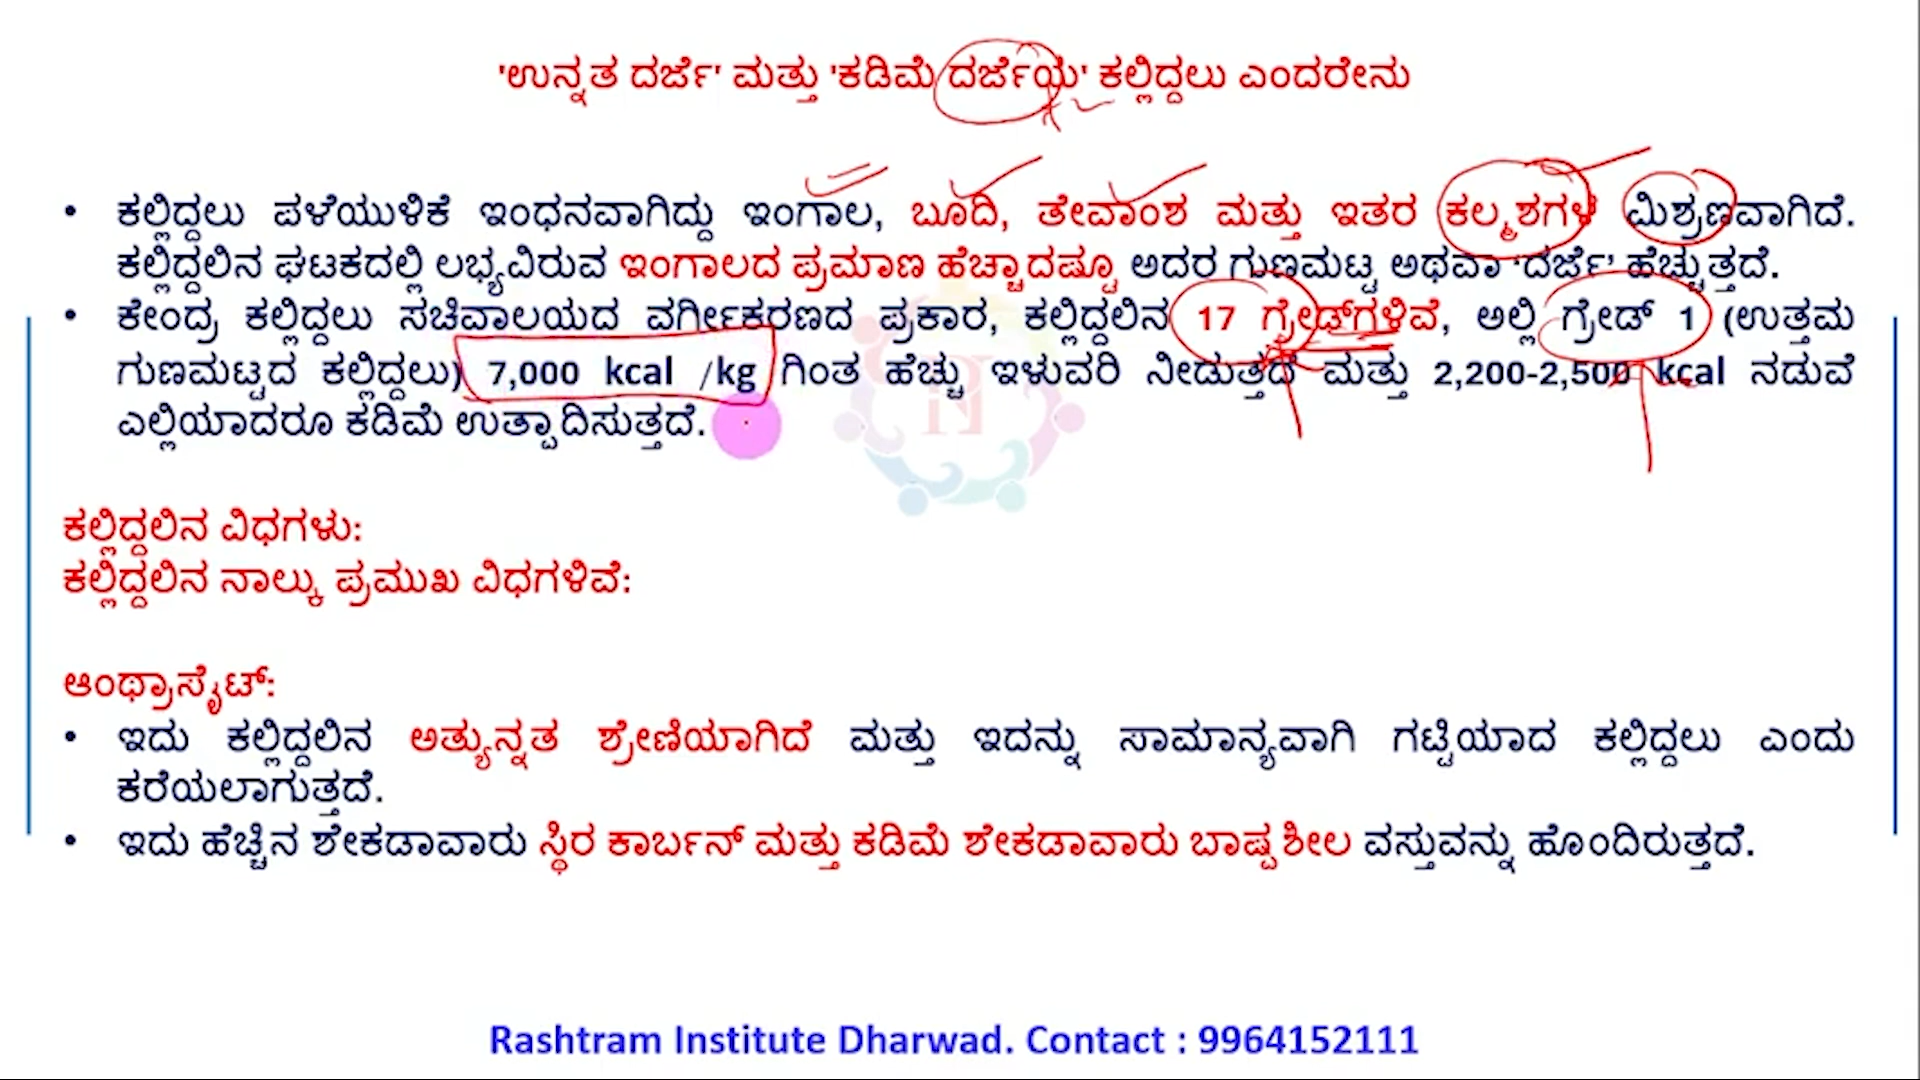 'ಉನ್ನತ ದರ್ಜೆ' ಮತ್ತು 'ಕಡಿಮೆ ದರ್ಜೆಯ' ಕಲ್ಲಿದ್ದಲು ಎಂದರೇನು
• ಕಲ್ಲಿದ್ದಲು ಪಳೆಯುಳಿಕೆ ಇಂಧನವಾಗಿದ್ದು ಇಂಗಾಲ, ಬೂದಿ, ತೇವಾಂಶ ಮತ್ತು ಇತರ ಕಲ್ಮಶಗಳ ಮಿಶ್ರಣವಾಗಿದೆ.
ಕಲ್ಲಿದ್ದಲಿನ ಘಟಕದಲ್ಲಿ ಲಭ್ಯವಿರುವ ಇಂಗಾಲದ ಪ್ರಮಾಣ ಹೆಚ್ಚಾದಷ್ಟೂ ಅದರ ಗುಣಮಟ್ಟ ಅಥವಾ 'ದರ್ಜೆ' ಹೆಚ್ಚುತ್ತದೆ.
• ಕೇಂದ್ರ ಕಲ್ಲಿದ್ದಲು ಸಚಿವಾಲಯದ ವರ್ಗೀಕರಣದ ಪ್ರಕಾರ, ಕಲ್ಲಿದ್ದಲಿನ 17 ಗ್ರೇಡ್‌ಗಳಿವೆ, ಅಲ್ಲಿ ಗ್ರೇಡ್ 1 (ಉತ್ತಮ
ಗುಣಮಟ್ಟದ ಕಲ್ಲಿದ್ದಲು) 7,000 kcal /kg ಗಿಂತ ಹೆಚ್ಚು ಇಳುವರಿ ನೀಡುತ್ತದೆ ಮತ್ತು 2,200-2,500 kcal ನಡುವೆ
ಎಲ್ಲಿಯಾದರೂ ಕಡಿಮೆ ಉತ್ಪಾದಿಸುತ್ತದೆ.
ಕಲ್ಲಿದ್ದಲಿನ ವಿಧಗಳು:
ಕಲ್ಲಿದ್ದಲಿನ ನಾಲ್ಕು ಪ್ರಮುಖ ವಿಧಗಳಿವೆ:
ಆಂಥ್ರಾಸೈಟ್:
• ಇದು ಕಲ್ಲಿದ್ದಲಿನ ಅತ್ಯುನ್ನತ ಶ್ರೇಣಿಯಾಗಿದೆ ಮತ್ತು ಇದನ್ನು ಸಾಮಾನ್ಯವಾಗಿ ಗಟ್ಟಿಯಾದ ಕಲ್ಲಿದ್ದಲು ಎಂದು
ಕರೆಯಲಾಗುತ್ತದೆ.
• ಇದು ಹೆಚ್ಚಿನ ಶೇಕಡಾವಾರು ಸ್ಥಿರ ಕಾರ್ಬನ್ ಮತ್ತು ಕಡಿಮೆ ಶೇಕಡಾವಾರು ಬಾಷ್ಪಶೀಲ ವಸ್ತುವನ್ನು ಹೊಂದಿರುತ್ತದೆ.
Rashtram Institute Dharwad. Contact : 9964152111